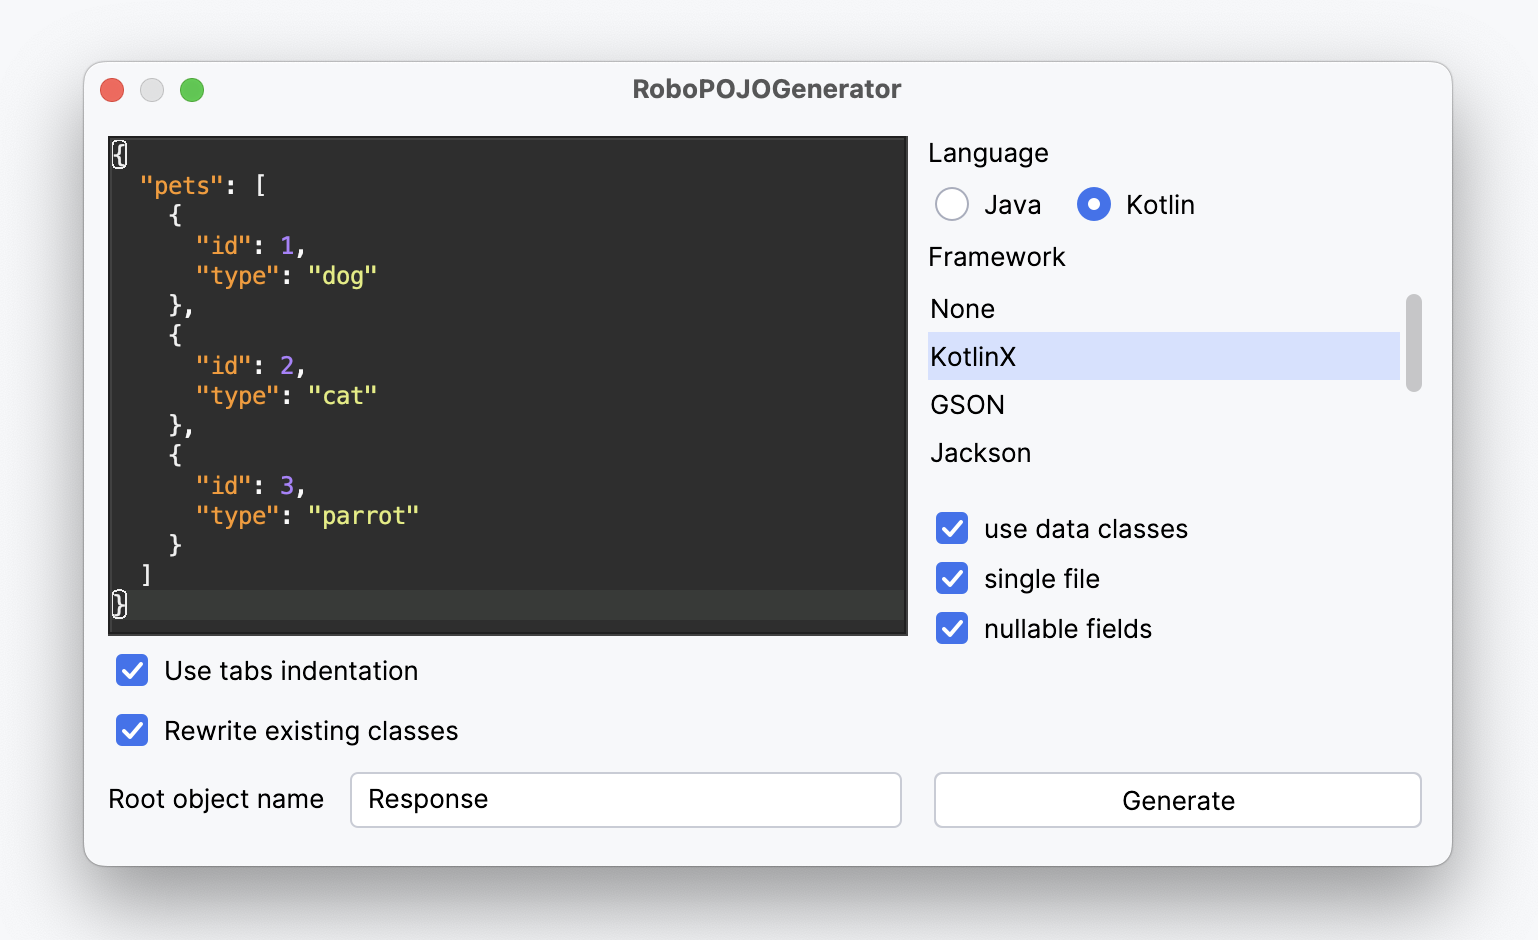 RoboPOJOGenerator
{
  "pets": [
    {
      "id": 1,
      "type": "dog"
    },
    {
      "id": 2,
      "type": "cat"
    },
    {
      "id": 3,
      "type": "parrot"
    }
  ]
}
Use tabs indentation
Rewrite existing classes
Root object name Response
Language
Java Kotlin
Framework
None
KotlinX
GSON
Jackson
use data classes
single file
nullable fields
Generate